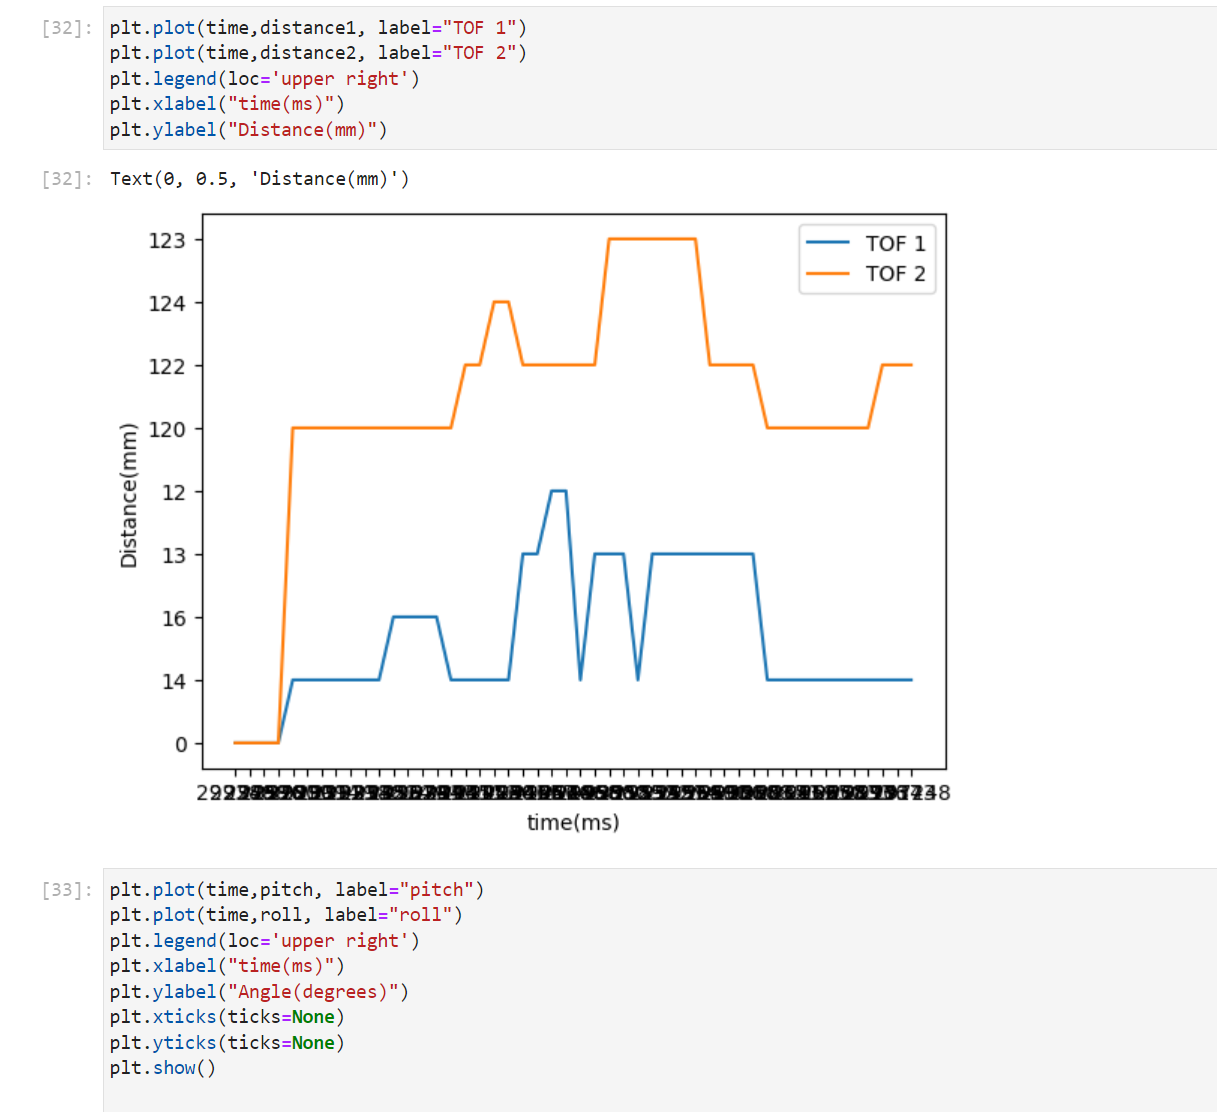 [32]: plt.plot(time,distance1, label="TOF 1")
plt.plot(time,distance2, label="TOF 2")
plt.legend(loc='upper right')
plt.xlabel("time(ms)")
plt.ylabel("Distance(mm)")
[32]: Text(0, 0.5, 'Distance(mm)')
TOF 1
TOF 2
123
124
122
120
12
13
16
14
0
Distance(mm)
time(ms)
[33]: plt.plot(time,pitch, label="pitch")
plt.plot(time,roll, label="roll")
plt.legend(loc='upper right')
plt.xlabel("time(ms)")
plt.ylabel("Angle(degrees)")
plt.xticks(ticks=None)
plt.yticks(ticks=None)
plt.show()